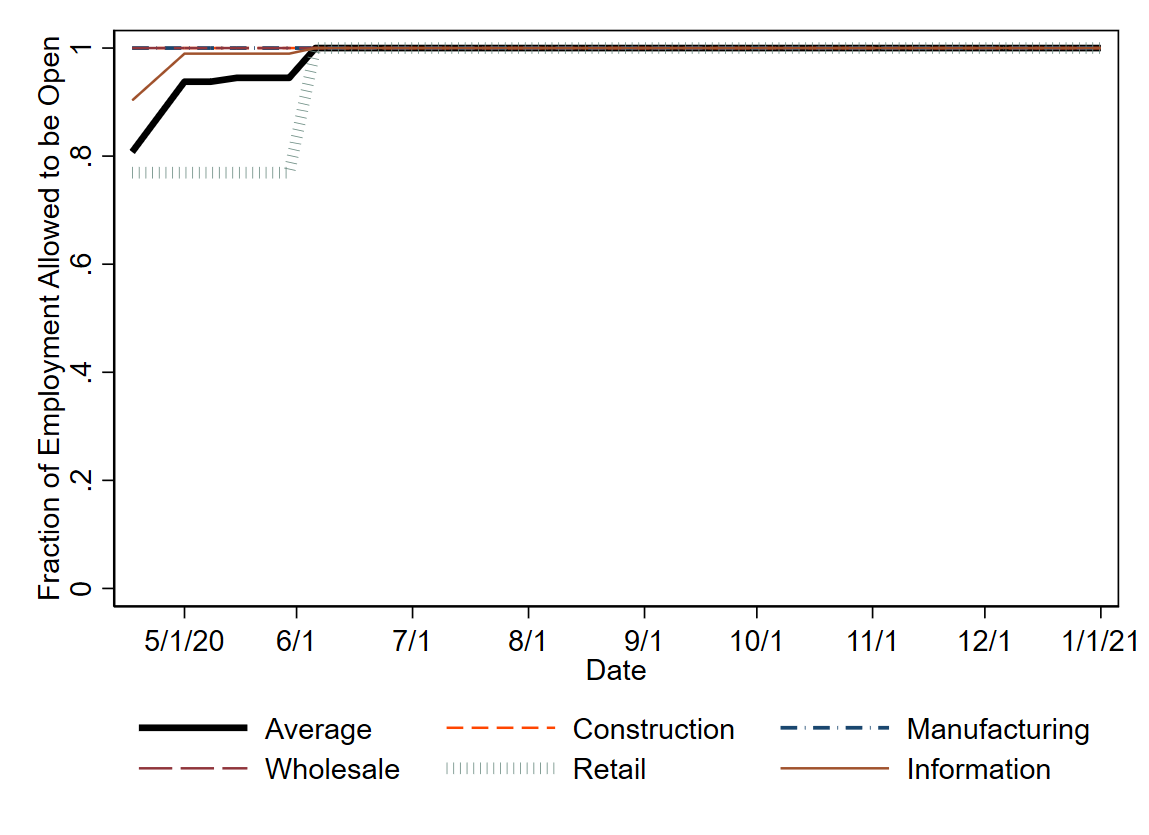 Fraction of Employment Allowed to be Open
1
.8
.6
.4
.2
0
5/1/20 6/1 7/1 8/1 9/1 10/1 11/1 12/1 1/1/21
Date
Average Construction Manufacturing
Wholesale Retail Information